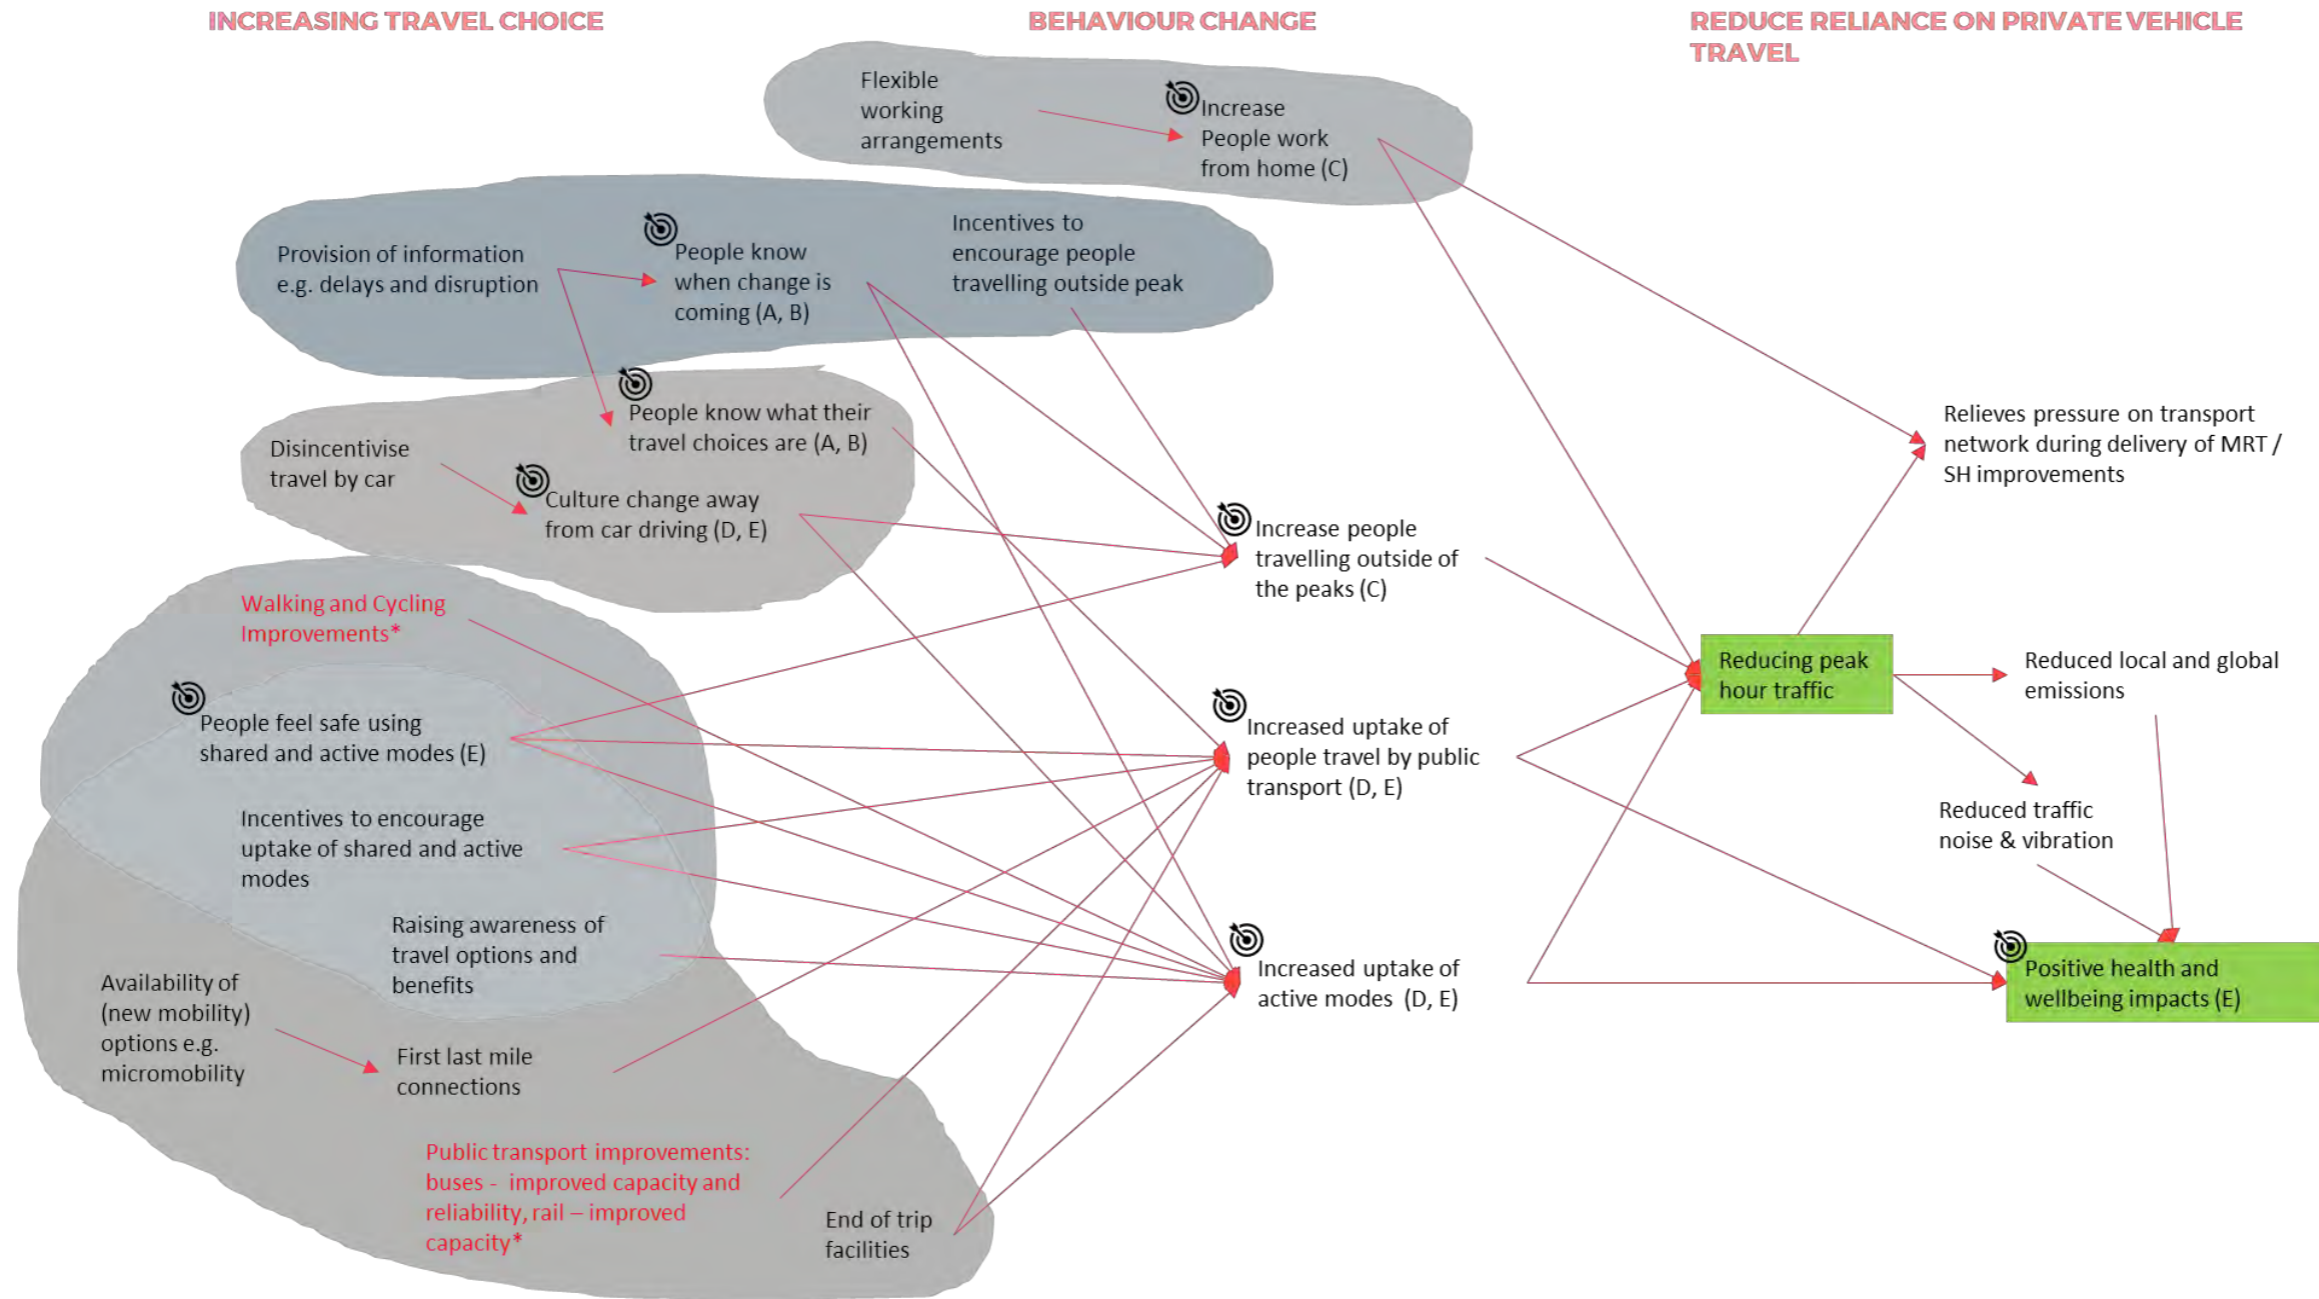 INCREASING TRAVEL CHOICE
BEHAVIOUR CHANGE
REDUCE RELIANCE ON PRIVATE VEHICLE
TRAVEL
Flexible
working
arrangements
Increase
People work
from home (C)
Provision of information
e.g. delays and disruption
People know
when change is
coming (A, B)
Incentives to
encourage people
travelling outside peak
People know what their
travel choices are (A, B)
Disincentivise
travel by car
Culture change away
from car driving (D, E)
Relieves pressure on transport
network during delivery of MRT /
SH improvements
Increase people
travelling outside of
the peaks (C)
Walking and Cycling
Improvements*
Reducing peak
hour traffic
Reduced local and global
emissions
People feel safe using
shared and active modes (E)
Increased uptake of
people travel by public
transport (D, E)
Incentives to encourage
uptake of shared and active
modes
Reduced traffic
noise & vibration
Raising awareness of
travel options and
benefits
Increased uptake of
active modes (D, E)
Positive health and
wellbeing impacts (E)
Availability of
(new mobility)
options e.g.
micromobility
First last mile
connections
Public transport improvements:
buses - improved capacity and
reliability, rail – improved
capacity*
End of trip
facilities